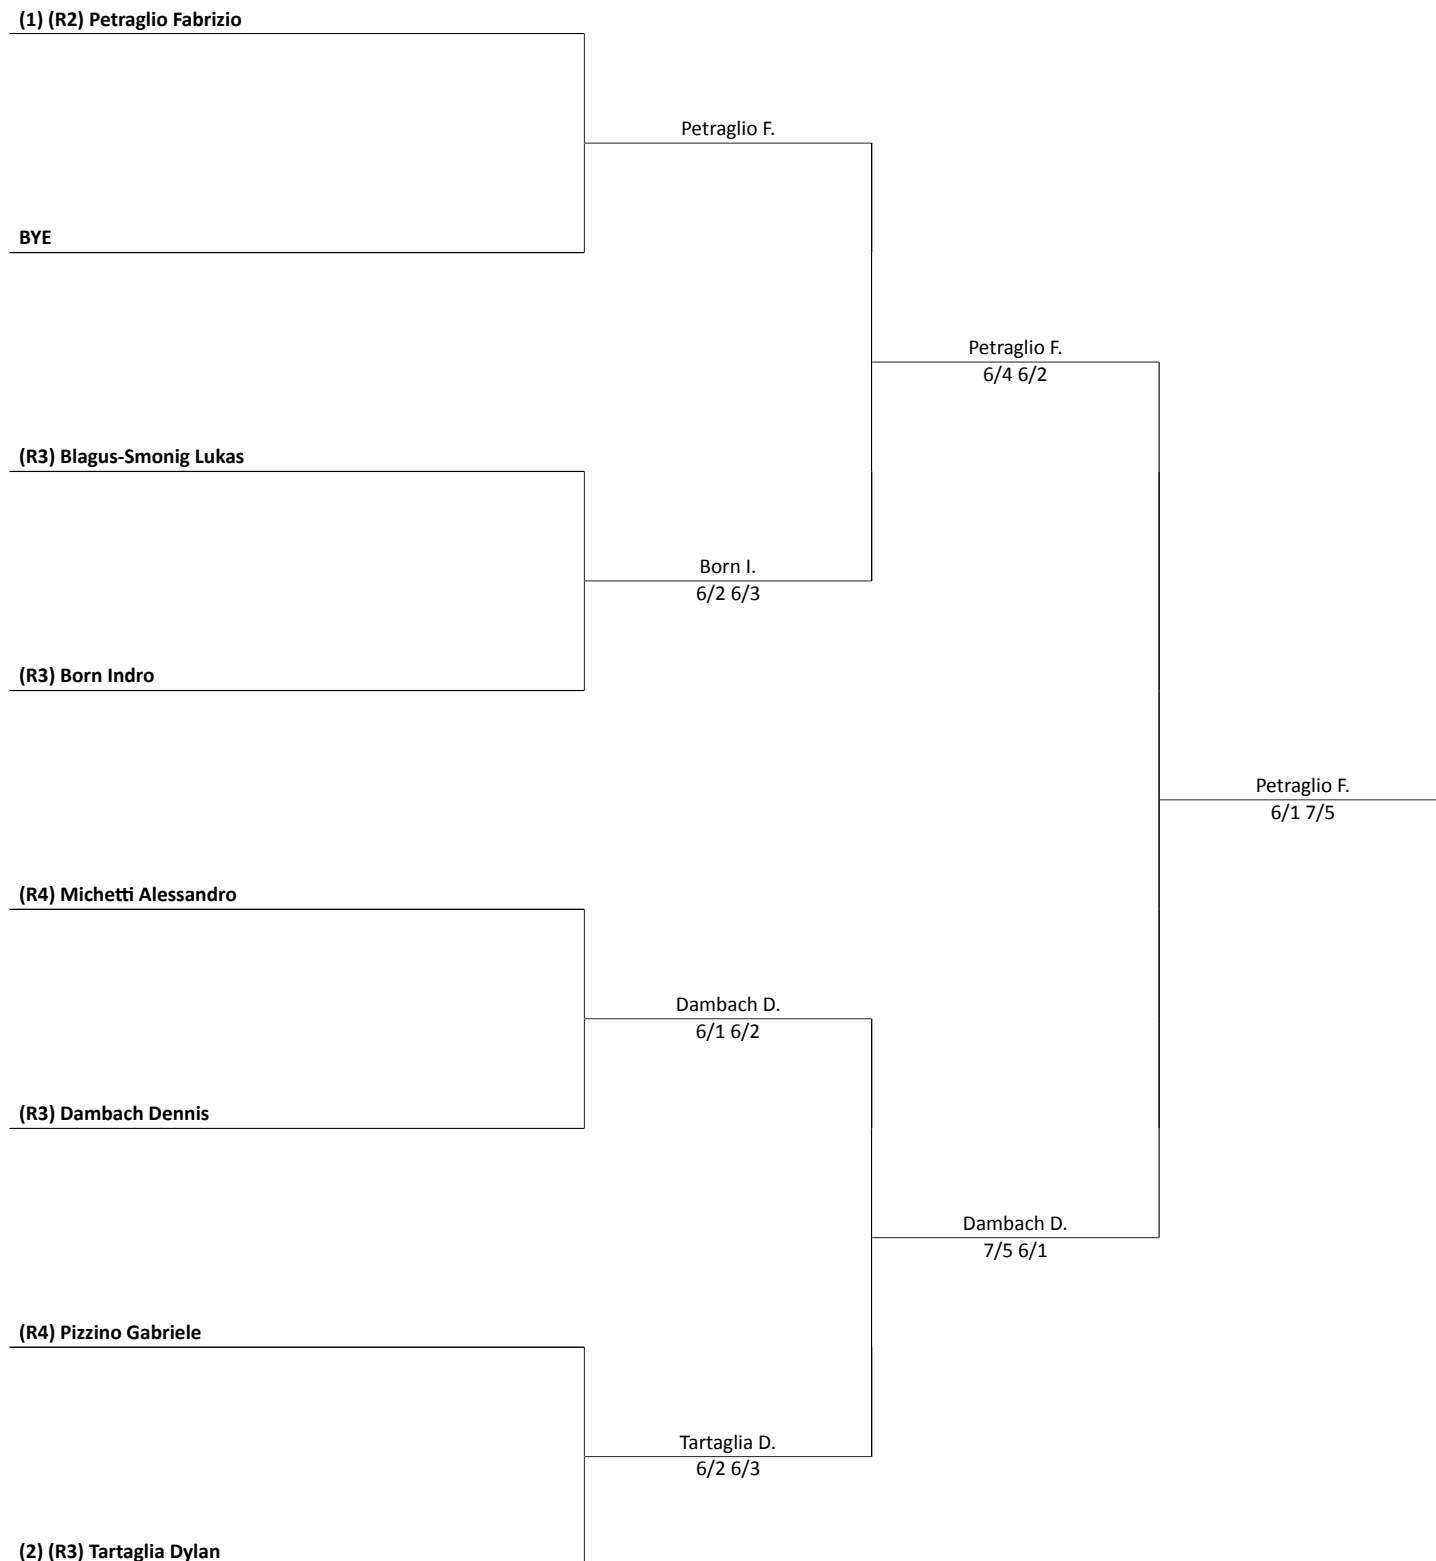 (1) (R2) Petraglio Fabrizio
Petraglio F.
BYE
Petraglio F.
6/4 6/2
(R3) Blagus-Smonig Lukas
Born I.
6/2 6/3
(R3) Born Indro
Petraglio F.
6/1 7/5
(R4) Michetti Alessandro
Dambach D.
6/1 6/2
(R3) Dambach Dennis
Dambach D.
7/5 6/1
(R4) Pizzino Gabriele
Tartaglia D.
6/2 6/3
(2) (R3) Tartaglia Dylan